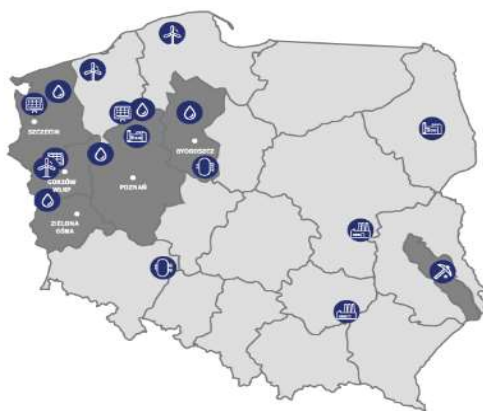 SZCZECIN
BYDGOSZCZ
GORZÓW
WLKP
POZNAŃ
ZIELONA
GÓRA